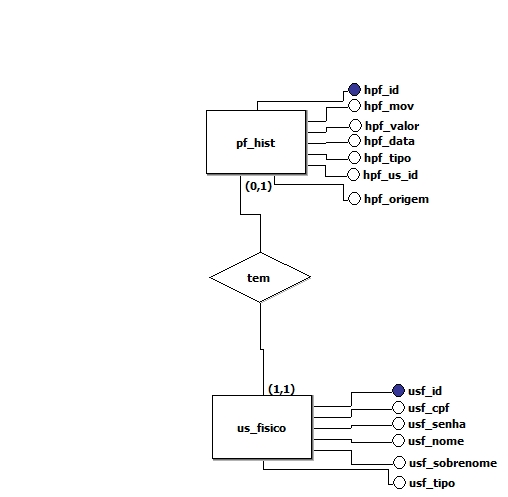 hpf_id
hpf_mov
hpf_valor
pf_hist
hpf_data
hpf_tipo
hpf_us_id
(0,1)
hpf_origem
tem
(1,1)
usf_id
usf_cpf
usf_senha
us_fisico
usf_nome
usf_sobrenome
usf_tipo